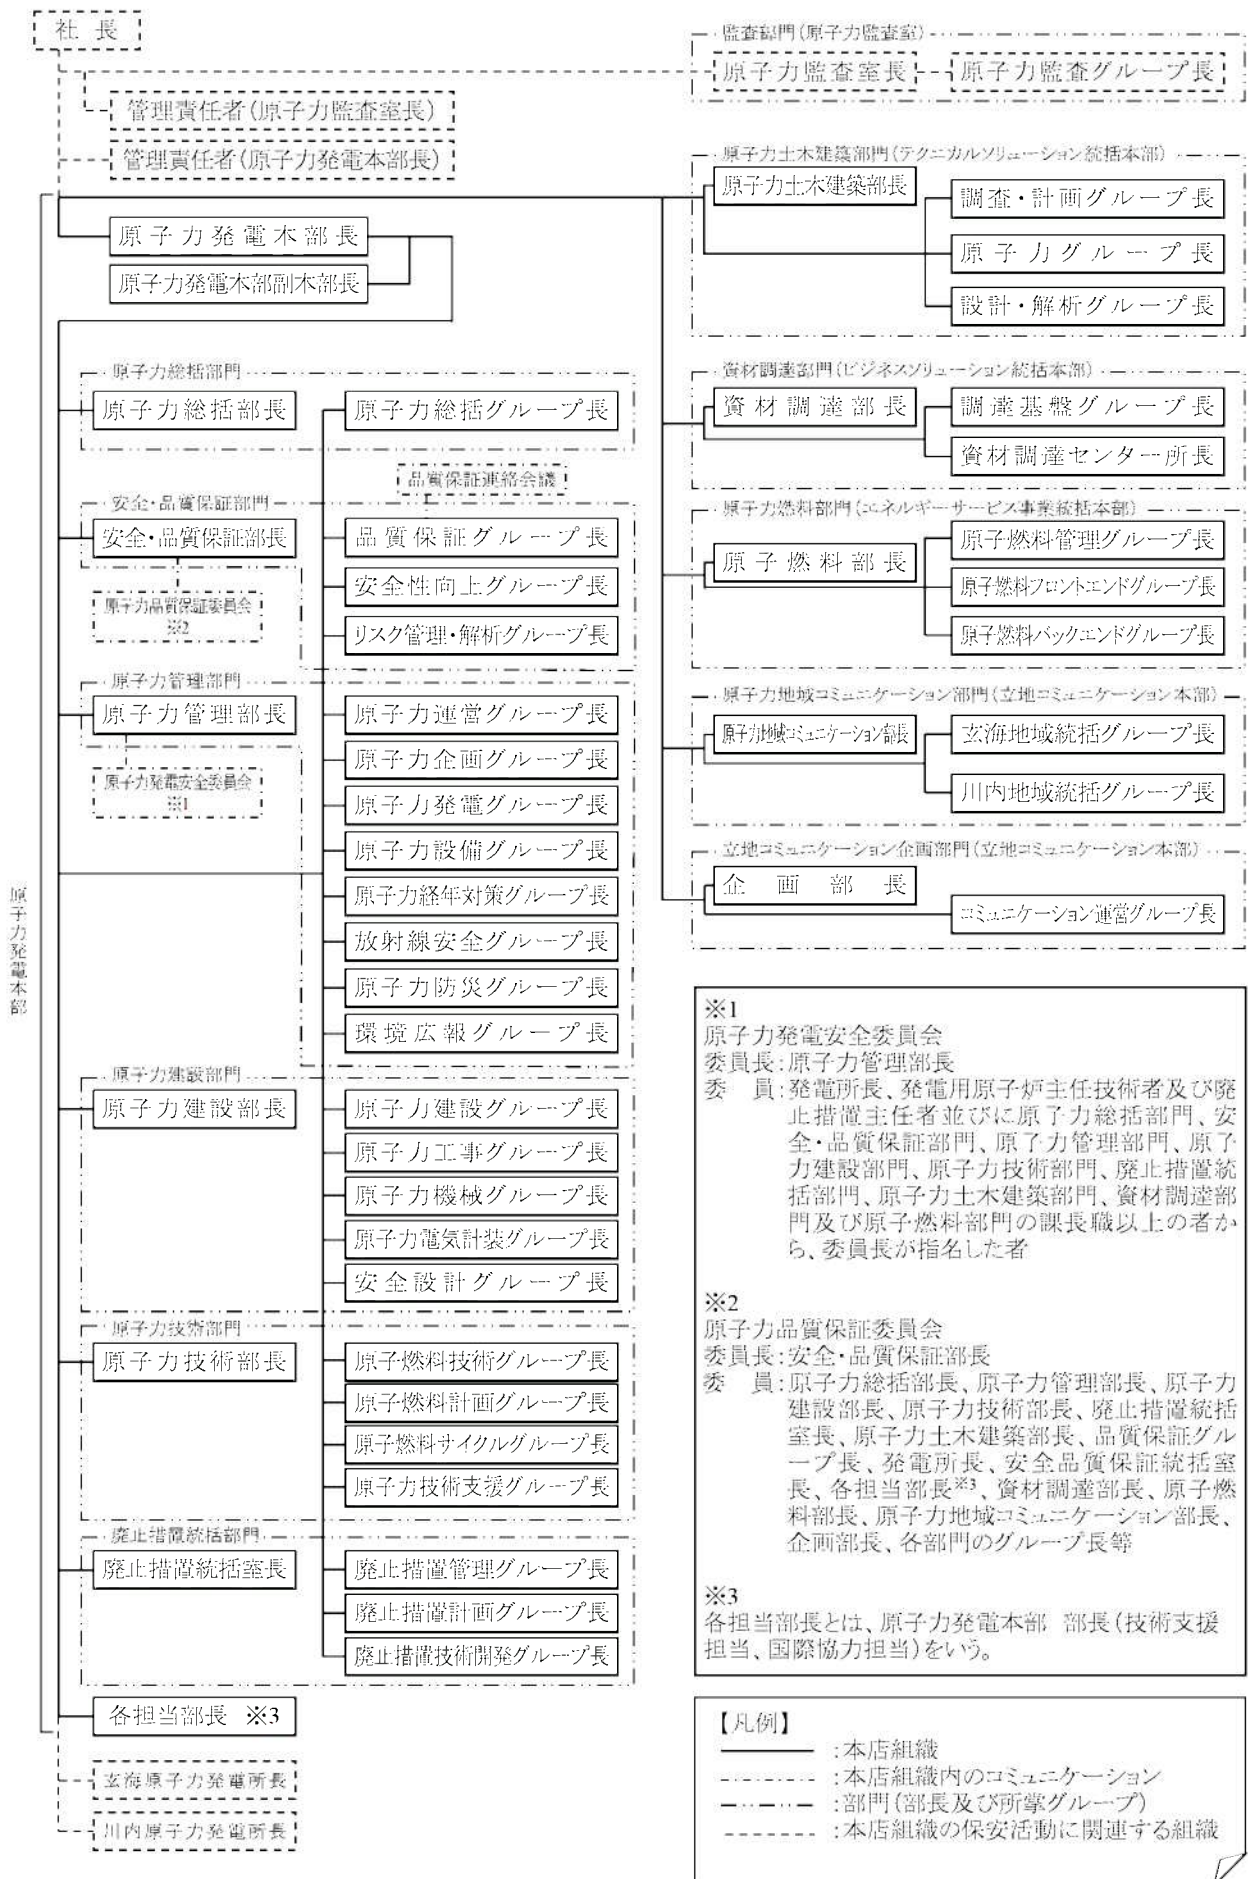 社長
管理責任者(原子力監査室長)
管理責任者(原子力発電本部長)
原子力発電本部長
原子力発電本部副本部長
原子力発電本部
原子力総括部門
原子力総括部長
原子力総括グループ長
品質保証連絡会議
安全・品質保証部門
安全・品質保証部長
品質保証グループ長
安全性向上グループ長
リスク管理・解析グループ長
原子力品質保証委員会
※2
原子力管理部門
原子力管理部長
原子力運営グループ長
原子力企画グループ長
原子力発電グループ長
原子力設備グループ長
原子力経年対策グループ長
放射線安全グループ長
原子力防災グループ長
環境広報グループ長
原子力発電安全委員会
※1
原子力建設部門
原子力建設部長
原子力建設グループ長
原子力工事グループ長
原子力機械グループ長
原子力電気計装グループ長
安全設計グループ長
原子力技術部門
原子力技術部長
原子燃料技術グループ長
原子燃料計画グループ長
原子燃料サイクルグループ長
原子力技術支援グループ長
廃止措置統括部門
廃止措置統括室長
廃止措置管理グループ長
廃止措置計画グループ長
廃止措置技術開発グループ長
各担当部長 ※3
玄海原子力発電所長
川内原子力発電所長
監査部門(原子力監査室)
原子力監査室長
原子力監査グループ長
原子力土木建築部門(テクニカルソリューション統括本部)
原子力土木建築部長
調査・計画グループ長
原子力グループ長
設計・解析グループ長
資材調達部門(ビジネスソリューション統括本部)
資材調達部長
調達基盤グループ長
資材調達センター所長
原子燃料部門(エネルギーサービス事業統括本部)
原子燃料部長
原子燃料管理グループ長
原子燃料フロントエンドグループ長
原子燃料バックエンドグループ長
原子力地域コミュニケーション部門(立地コミュニケーション本部)
原子力地域コミュニケーション部長
玄海地域統括グループ長
川内地域統括グループ長
立地コミュニケーション企画部門(立地コミュニケーション本部)
企画部長
コミュニケーション運営グループ長
※1
原子力発電安全委員会
委員長:原子力管理部長
委 員:発電所長、発電用原子炉主任技術者及び廃
止措置主任者並びに原子力総括部門、安
全・品質保証部門、原子力管理部門、原子
力建設部門、原子力技術部門、廃止措置統
括部門、原子力土木建築部門、資材調達部
門及び原子燃料部門の課長職以上の者か
ら、委員長が指名した者
※2
原子力品質保証委員会
委員長:安全・品質保証部長
委 員:原子力総括部長、原子力管理部長、原子力
建設部長、原子力技術部長、廃止措置統括
室長、原子力土木建築部長、品質保証グル
ープ長、発電所長、安全品質保証統括室
長、各担当部長※3、資材調達部長、原子燃
料部長、原子力地域コミュニケーション部長、
企画部長、各部門のグループ長等
※3
各担当部長とは、原子力発電本部 部長(技術支援
担当、国際協力担当)をいう。
【凡例】
:本店組織
:本店組織内のコミュニケーション
:部門(部長及び所掌グループ)
:本店組織の保安活動に関連する組織